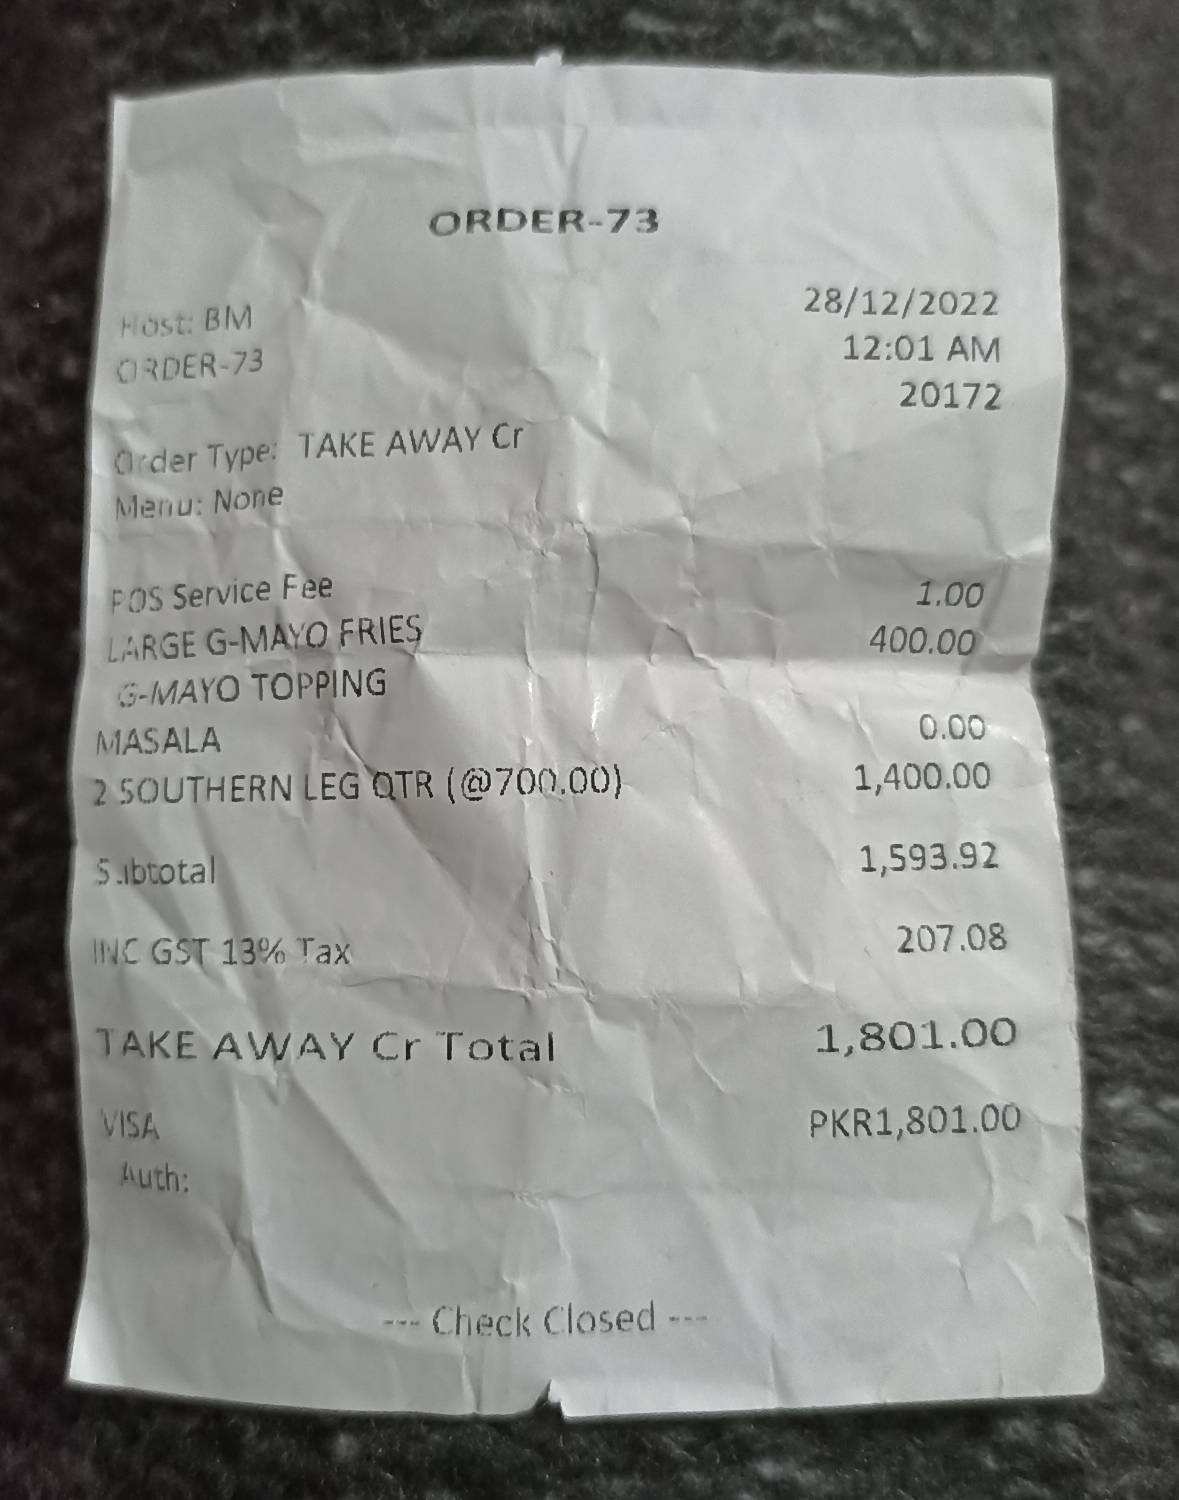 ORDER-73
Host: BM 28/12/2022
ORDER-73 12:01 AM
20172
Order Type: TAKE AWAY Cr
Menu: None
POS Service Fee 1.00
LARGE G-MAYO FRIES 400.00
G-MAYO TOPPING
MASALA 0.00
2 SOUTHERN LEG QTR (@700.00) 1,400.00
Subtotal 1,593.92
INC GST 13% Tax 207.08
TAKE AWAY Cr Total 1,801.00
VISA PKR1,801.00
Auth:
--- Check Closed ---